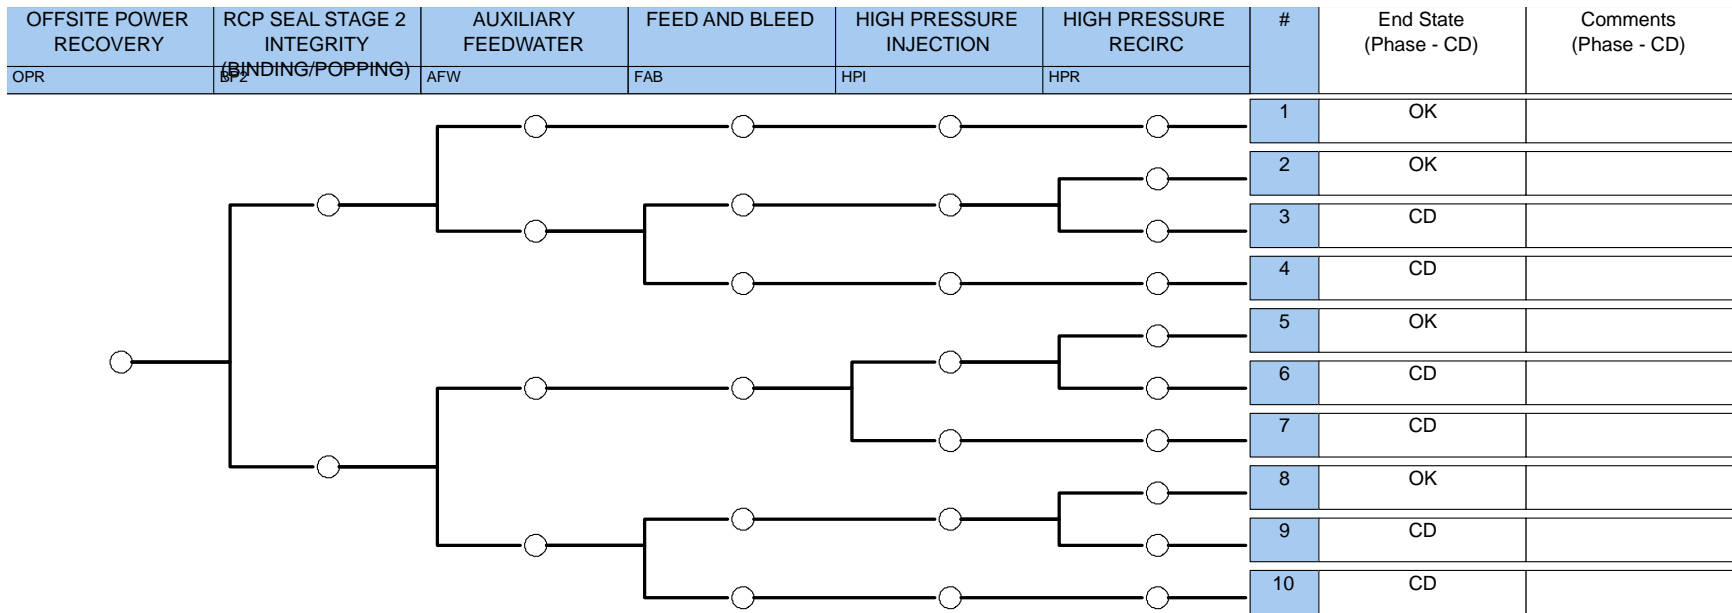 OFFSITE POWER
RECOVERY
OPR
RCP SEAL STAGE 2
INTEGRITY
(BINDING/POPPING)
BP2
AUXILIARY
FEEDWATER
AFW
FEED AND BLEED
FAB
HIGH PRESSURE
INJECTION
HPI
HIGH PRESSURE
RECIRC
HPR
#
End State
(Phase - CD)
Comments
(Phase - CD)
1 OK
2 OK
3 CD
4 CD
5 OK
6 CD
7 CD
8 OK
9 CD
10 CD